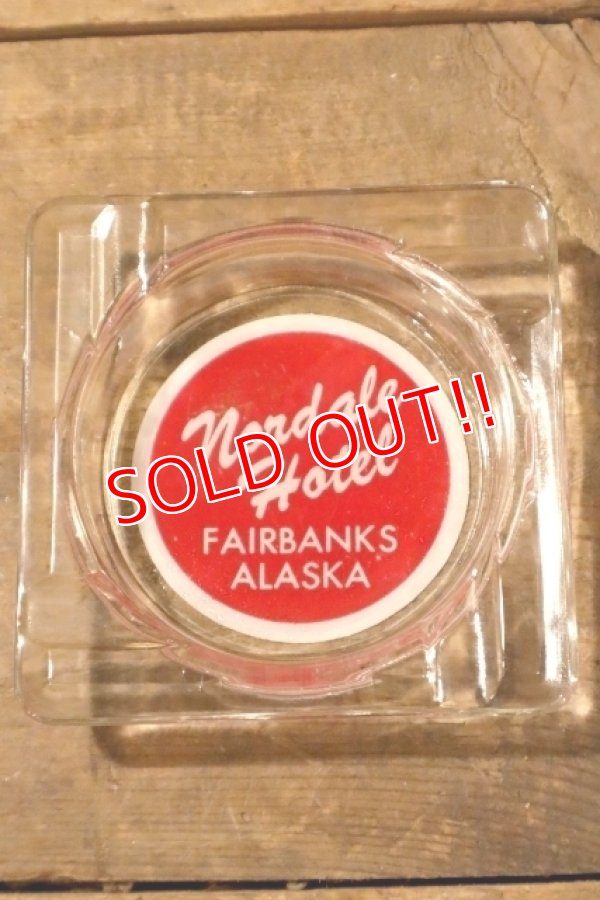 Nordale
Hotel
FAIRBANKS
ALASKA
SOLD OUT!!